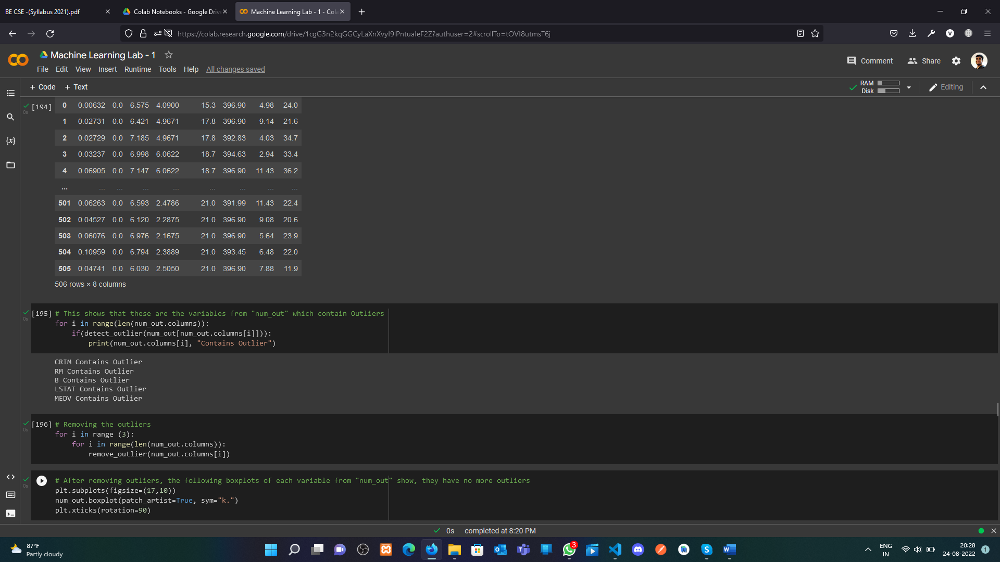 BE CSE -(Syllabus 2021).pdf
Colab Notebooks - Google Drive
Machine Learning Lab - 1 - Cola
https://colab.research.google.com/drive/1cgG3n2kqGGCyLaXnXvyI9lPntuaIeF2Z?authuser=2#scrollTo=tOVI8utmsT6j
V
Machine Learning Lab - 1
Comment
Share
File Edit View Insert Runtime Tools Help All changes saved
+ Code + Text
RAM
Disk
Editing
[194]
0s
0 0.00632 0.0 6.575 4.0900 15.3 396.90 4.98 24.0
1 0.02731 0.0 6.421 4.9671 17.8 396.90 9.14 21.6
2 0.02729 0.0 7.185 4.9671 17.8 392.83 4.03 34.7
3 0.03237 0.0 6.998 6.0622 18.7 394.63 2.94 33.4
4 0.06905 0.0 7.147 6.0622 18.7 396.90 11.43 36.2
... ... ... ... ... ... ... ... ...
501 0.06263 0.0 6.593 2.4786 21.0 391.99 11.43 22.4
502 0.04527 0.0 6.120 2.2875 21.0 396.90 9.08 20.6
503 0.06076 0.0 6.976 2.1675 21.0 396.90 5.64 23.9
504 0.10959 0.0 6.794 2.3889 21.0 393.45 6.48 22.0
505 0.04741 0.0 6.030 2.5050 21.0 396.90 7.88 11.9
506 rows × 8 columns
{x}
[195] # This shows that these are the variables from "num_out" which contain Outliers
0s
for i in range(len(num_out.columns)):
if(detect_outlier(num_out[num_out.columns[i]])):
print(num_out.columns[i], "Contains Outlier")
CRIM Contains Outlier
RM Contains Outlier
B Contains Outlier
LSTAT Contains Outlier
MEDV Contains Outlier
[196] # Removing the outliers
0s
for i in range (3):
for i in range(len(num_out.columns)):
remove_outlier(num_out.columns[i])
# After removing outliers, the following boxplots of each variable from "num_out" show, they have no more outliers
0s
plt.subplots(figsize=(17,10))
num_out.boxplot(patch_artist=True, sym="k.")
plt.xticks(rotation=90)
0s completed at 8:20 PM
87°F
Partly cloudy
3
ENG
IN
20:28
24-08-2022
1